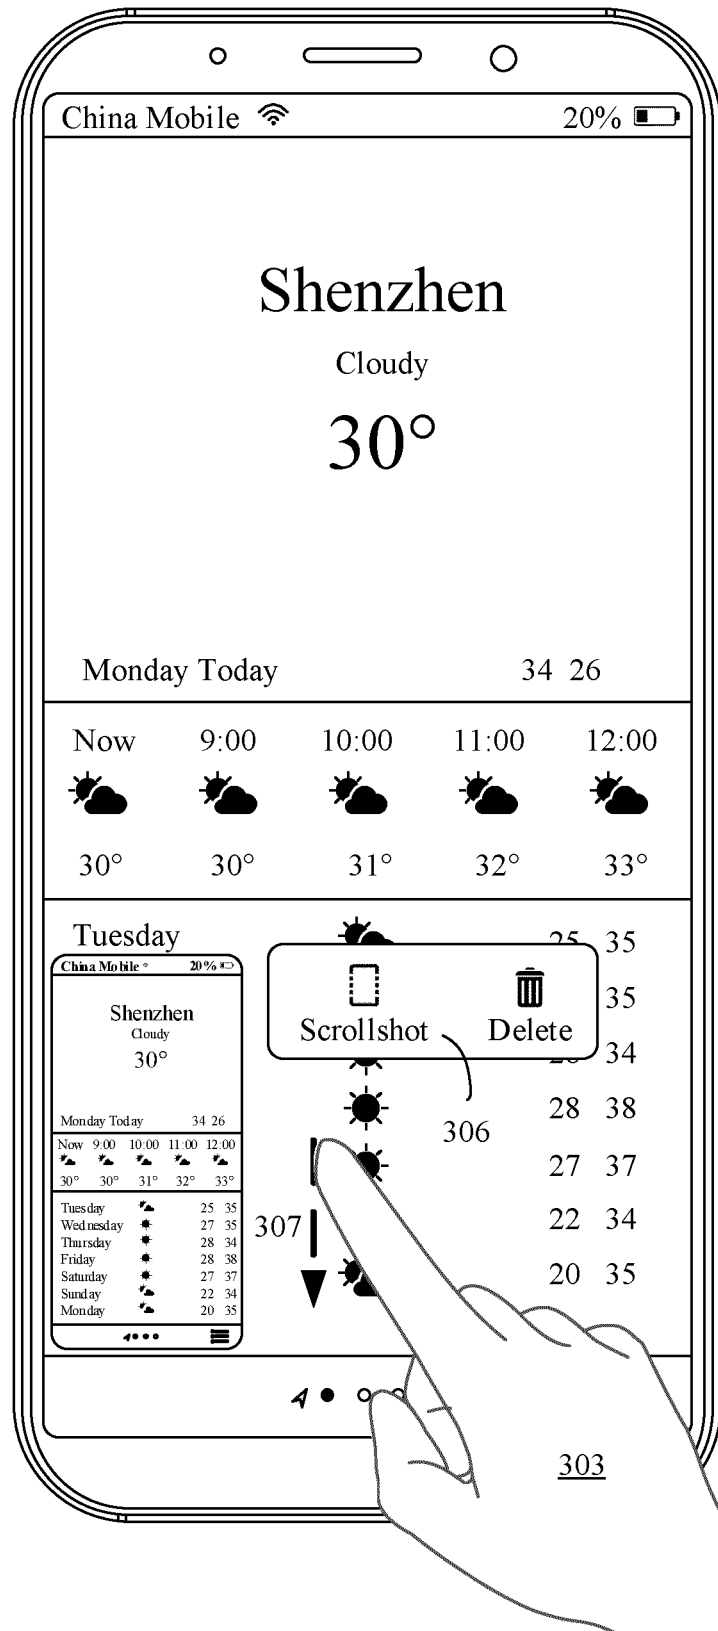 China Mobile 20%
Shenzhen
Cloudy
30°
Monday Today 34 26
Now 9:00 10:00 11:00 12:00
30° 30° 31° 32° 33°
Tuesday 25 35
35
Scrollshot Delete
34
28 38
306
27 37
307
22 34
20 35
China Mobile 20%
Shenzhen
Cloudy
30°
Monday Today 34 26
Now 9:00 10:00 11:00 12:00
30° 30° 31° 32° 33°
Tuesday 25 35
Wednesday 27 35
Thursday 28 34
Friday 28 38
Saturday 27 37
Sunday 22 34
Monday 20 35
303